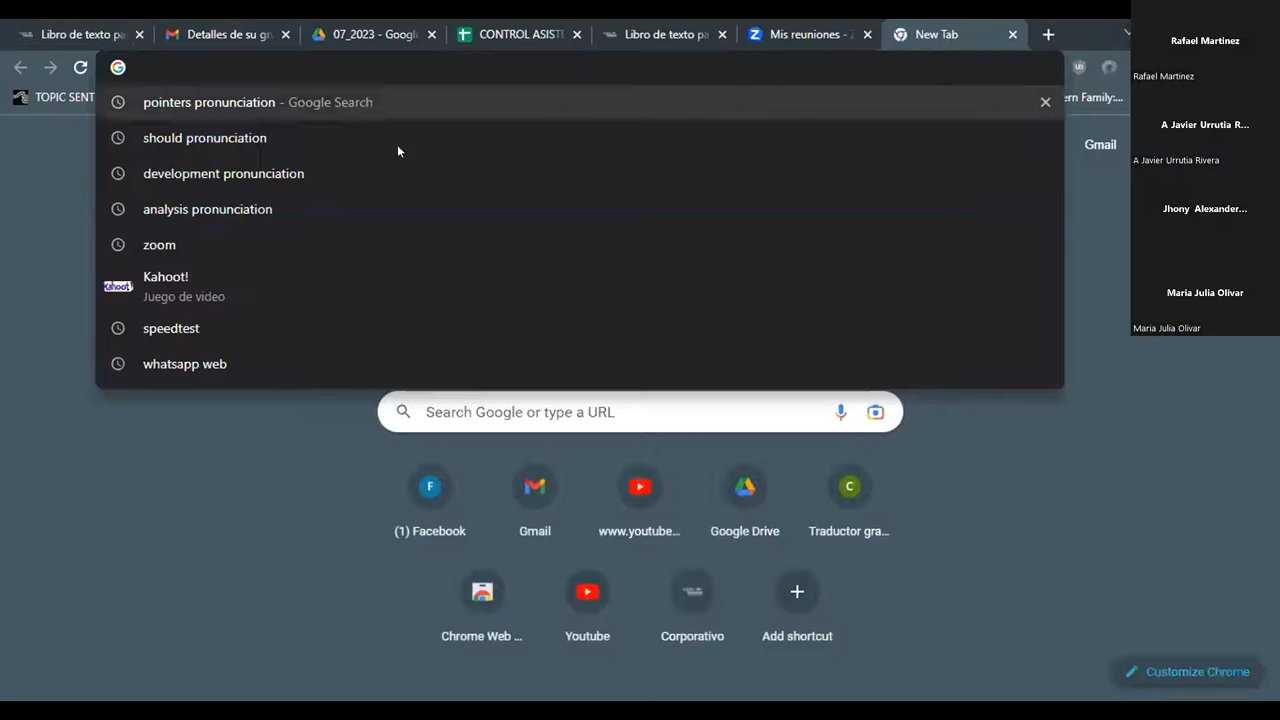 Libro de texto pa
Detalles de su gr
07_2023 - Google
CONTROL ASIST
Libro de texto pa
Mis reuniones - Z
New Tab
TOPIC SENT
ern Family:...
pointers pronunciation - Google Search
should pronunciation
development pronunciation
analysis pronunciation
zoom
Kahoot!
Juego de video
speedtest
whatsapp web
Gmail
Search Google or type a URL
F
C
(1) Facebook
Gmail
www.youtube...
Google Drive
Traductor gra...
Chrome Web ...
Youtube
Corporativo
Add shortcut
Customize Chrome
Rafael Martinez
Rafael Martinez
A Javier Urrutia R...
A Javier Urrutia Rivera
Jhony Alexander...
Maria Julia Olivar
Maria Julia Olivar